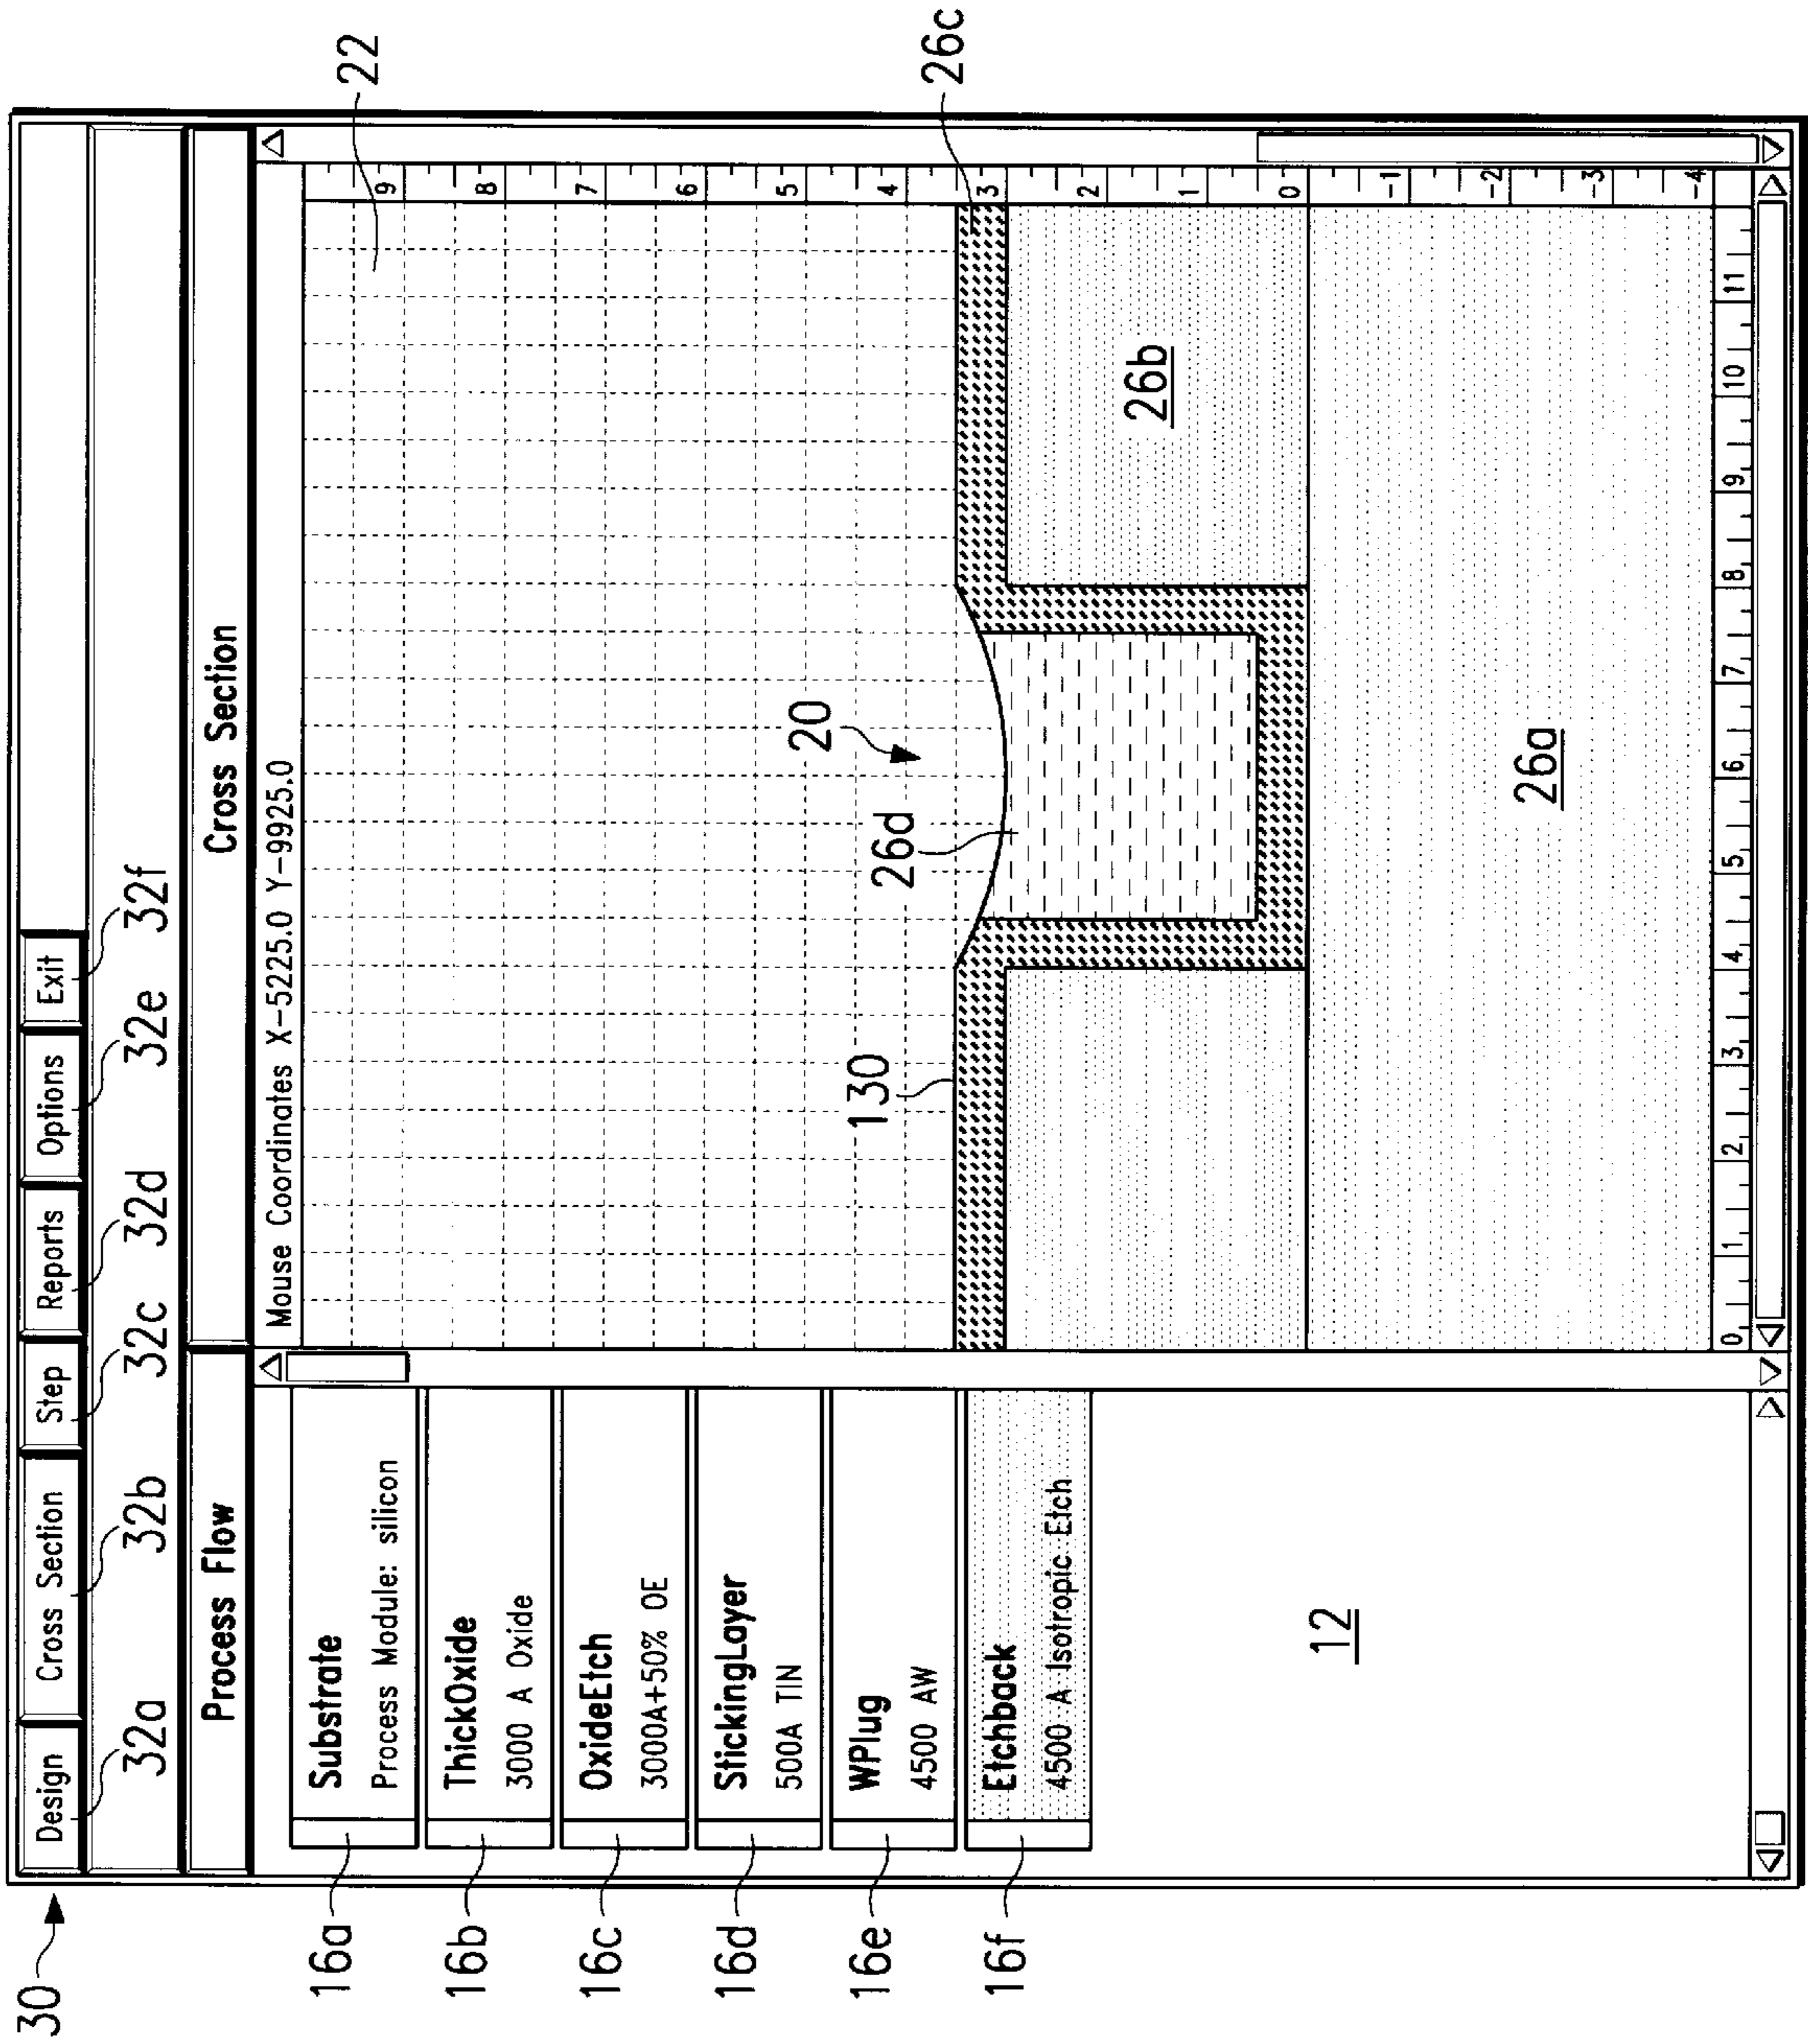 30
Design
Cross Section
Step
Reports
Options
Exit
32a
32b
32c
32d
32e
32f
Process Flow
Cross Section
Mouse Coordinates X-5225.0 Y-9925.0
16a
Substrate
Process Module: silicon
16b
ThickOxide
3000 A Oxide
16c
OxideEtch
3000A+50% OE
16d
StickingLayer
500A TIN
16e
WPlug
4500 AW
16f
Etchback
4500 A Isotropic Etch
12
22
20
26d
130
26c
26b
26a
9
8
7
6
5
4
3
2
1
0
-1
-2
-3
-4
0 1 2 3 4 5 6 7 8 9 10 11